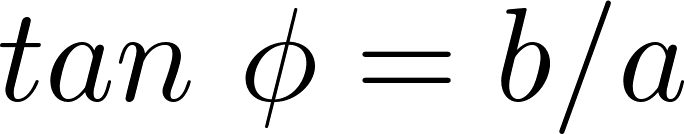 tan ϕ = b/a